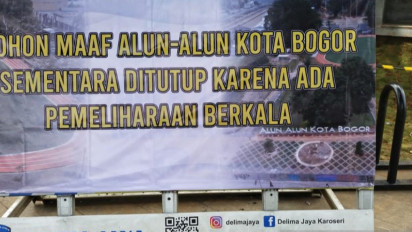 OHON MAAF ALUN-ALUN KOTA BOGOR
SEMENTARA DITUTUP KARENA ADA
PEMELIHARAAN BERKALA
ALUN ALUN KOTA BOGOR
delimajaya Delima Jaya Karoseri